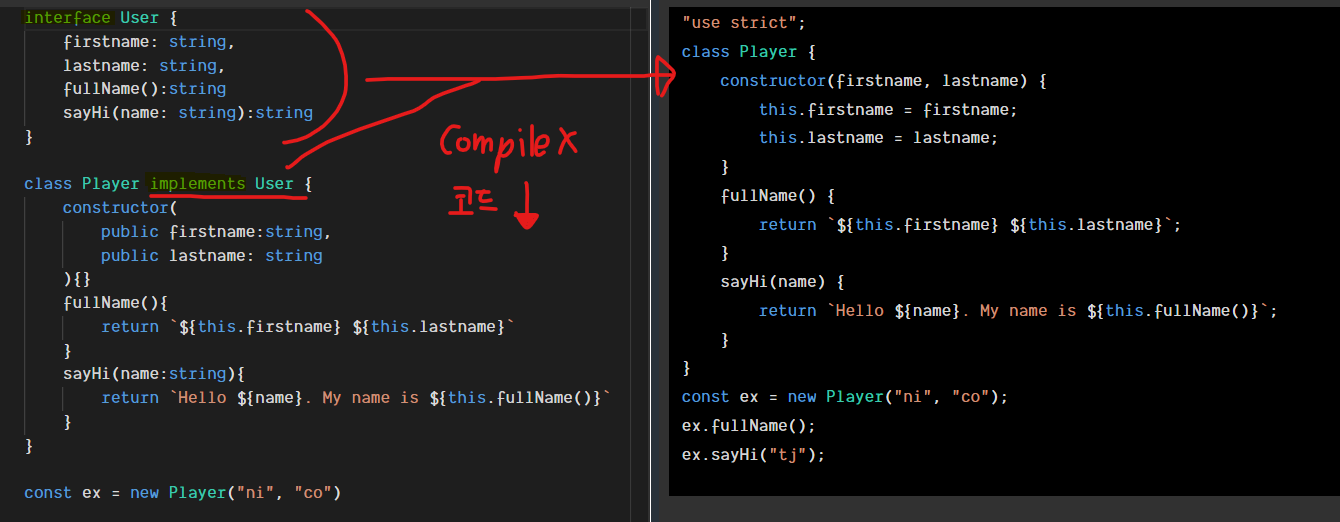 interface User {
firstname: string,
lastname: string,
fullName():string
sayHi(name: string):string
}
class Player implements User {
constructor(
public firstname:string,
public lastname: string
){}
fullName(){
return `${this.firstname} ${this.lastname}`
}
sayHi(name:string){
return `Hello ${name}. My name is ${this.fullName()}`
}
}
const ex = new Player("ni", "co")
Compile X
코드 ↓
"use strict";
class Player {
constructor(firstname, lastname) {
this.firstname = firstname;
this.lastname = lastname;
}
fullName() {
return `${this.firstname} ${this.lastname}`;
}
sayHi(name) {
return `Hello ${name}. My name is ${this.fullName()}`;
}
}
const ex = new Player("ni", "co");
ex.fullName();
ex.sayHi("tj");